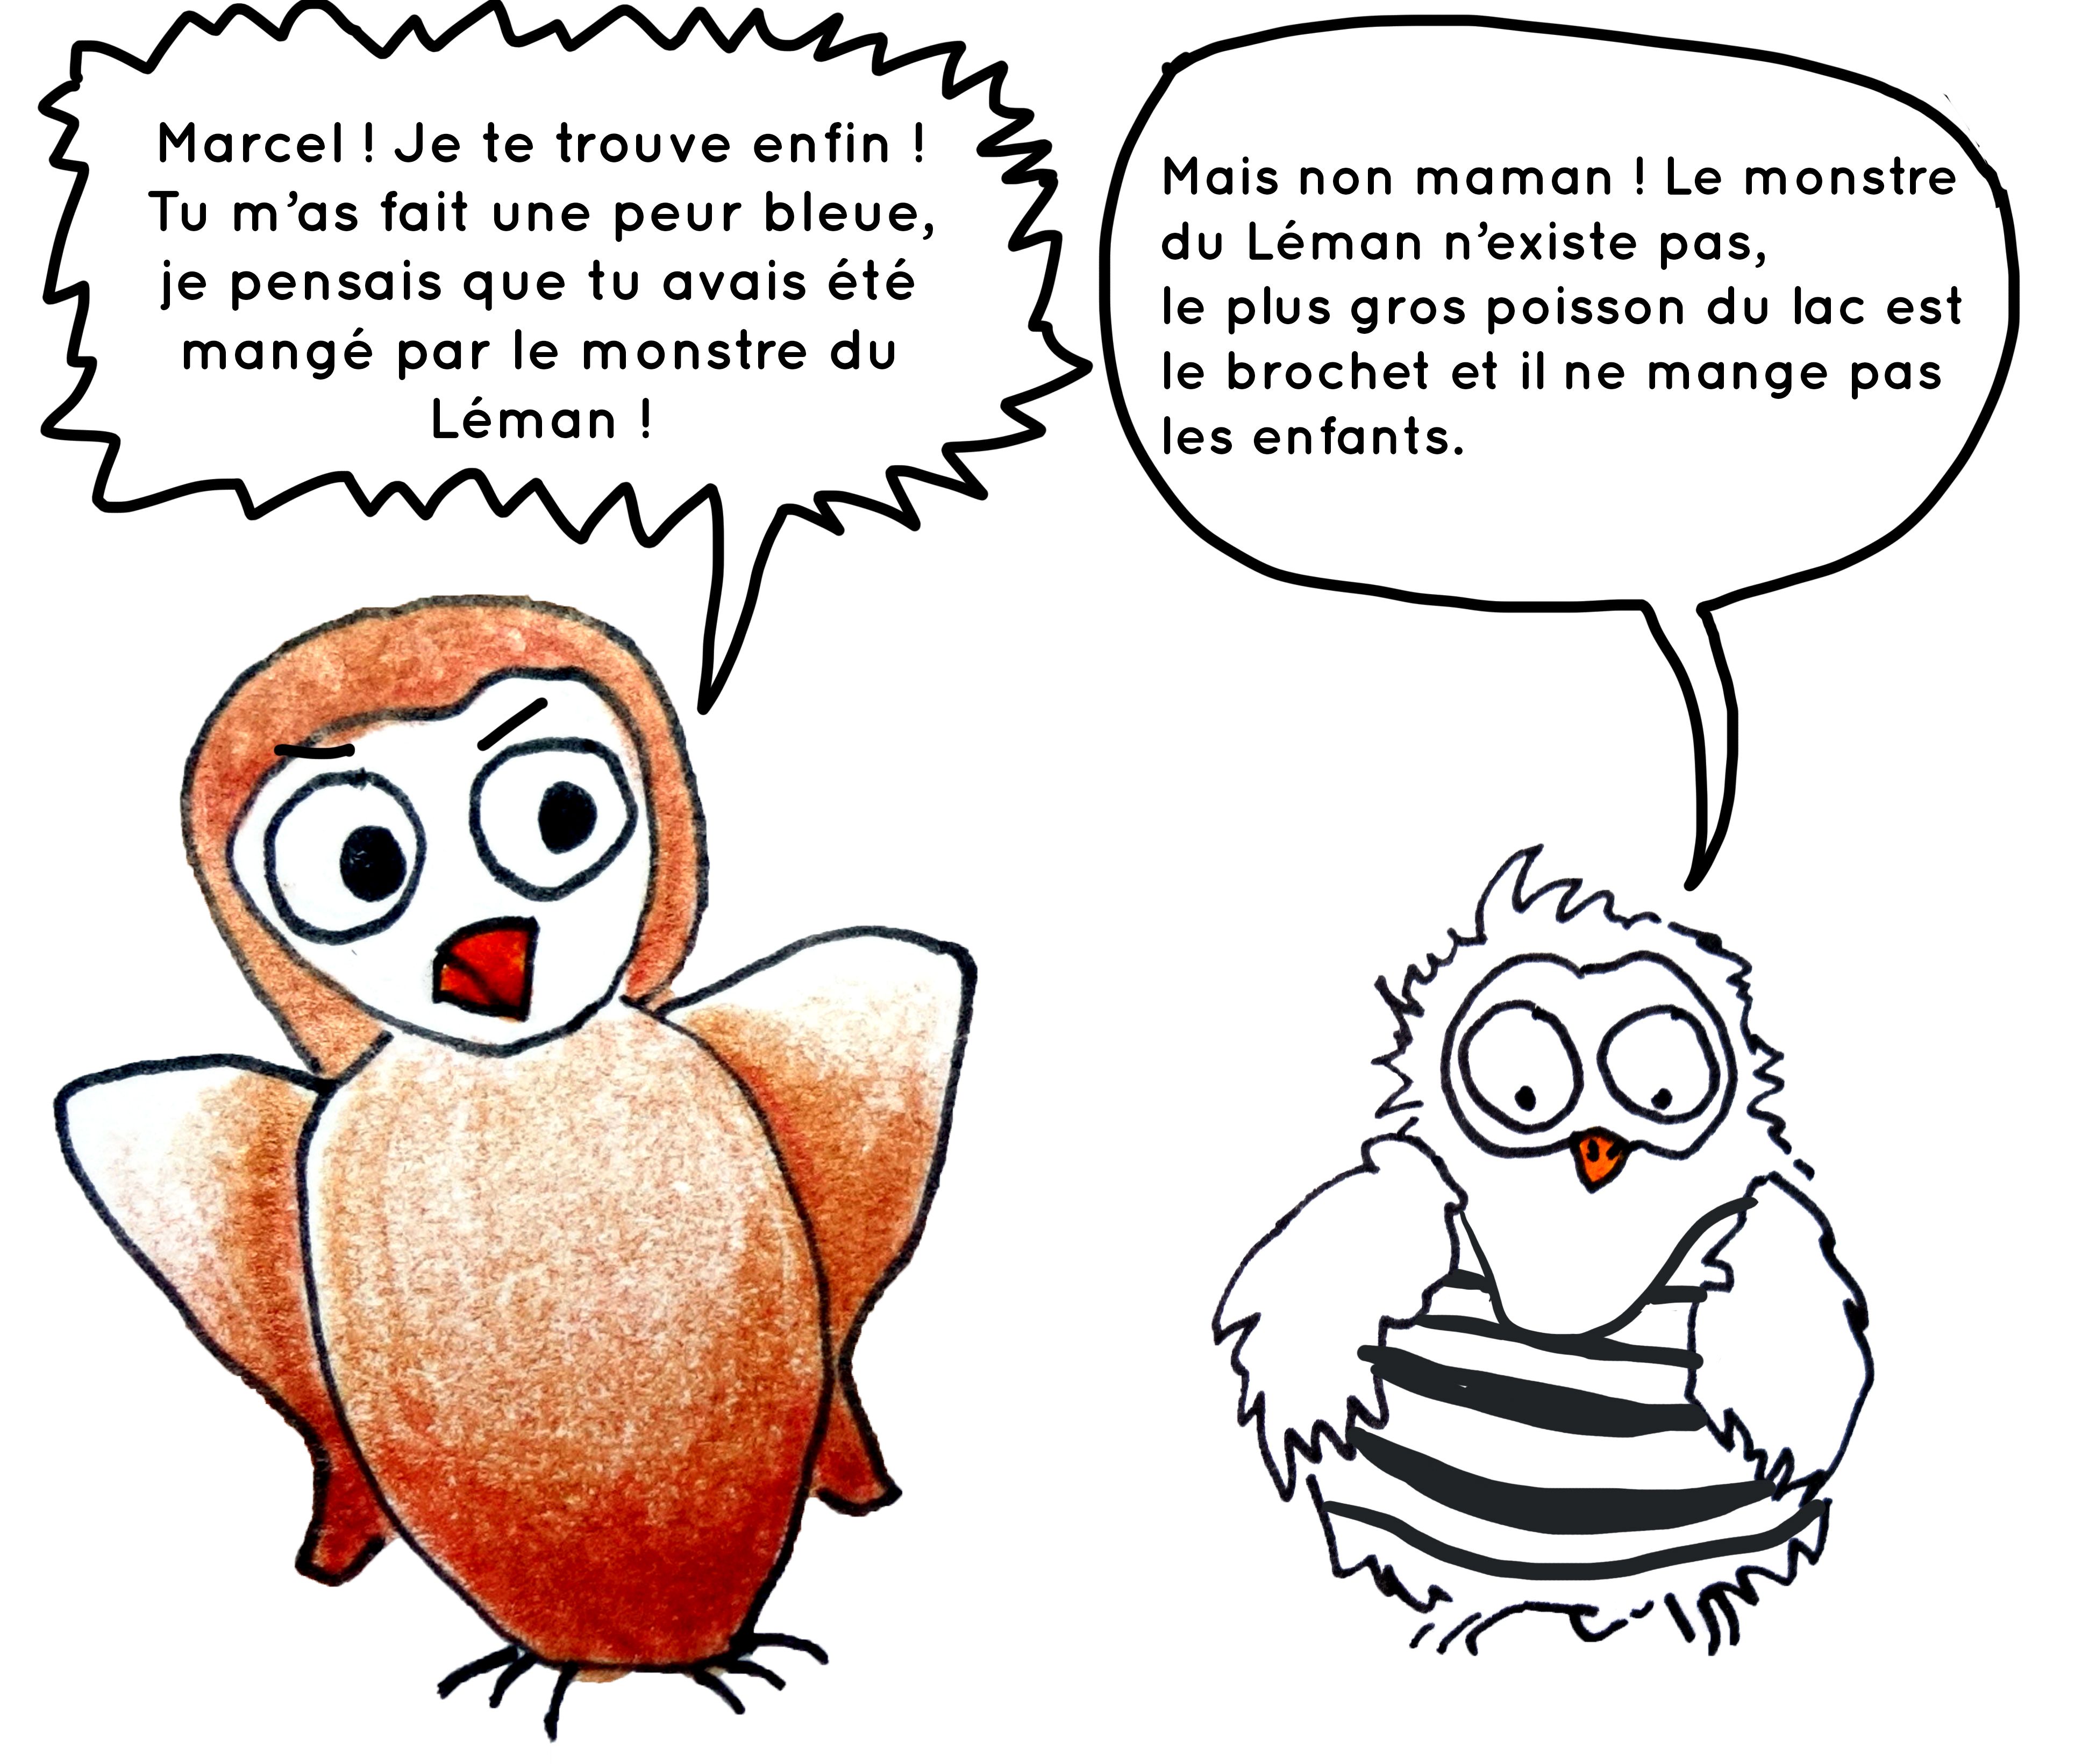 Marcel ! Je te trouve enfin !
Tu m’as fait une peur bleue,
je pensais que tu avais été
mangé par le monstre du
Léman !
Mais non maman ! Le monstre
du Léman n’existe pas,
le plus gros poisson du lac est
le brochet et il ne mange pas
les enfants.